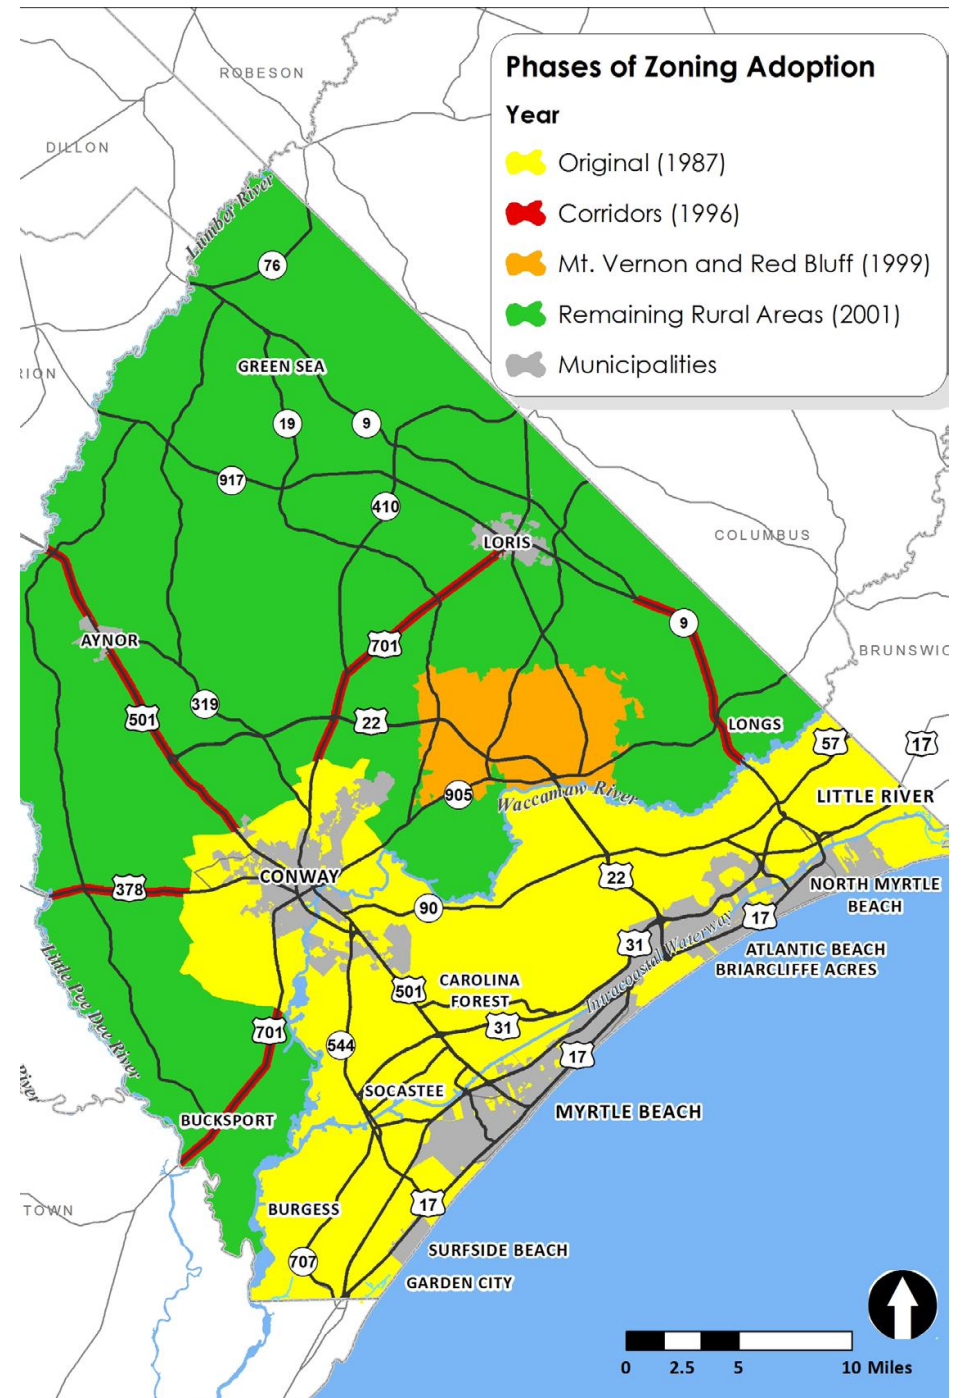 Phases of Zoning Adoption
Year
Original (1987)
Corridors (1996)
Mt. Vernon and Red Bluff (1999)
Remaining Rural Areas (2001)
Municipalities
ROBESON
DILLON
Lumber River
76
RION
GREEN SEA
19
9
917
410
COLUMBUS
LORIS
9
AYNOR
701
BRUNSWIC
319
501
22
LONGS
57
17
905
Waccamaw River
LITTLE RIVER
CONWAY
378
22
NORTH MYRTLE
BEACH
90
17
31
Intracoastal Waterway
ATLANTIC BEACH
BRIARCLIFFE ACRES
CAROLINA
FOREST
501
Little Pee Dee River
701
31
544
17
River
SOCASTEE
BUCKSPORT
MYRTLE BEACH
TOWN
BURGESS
17
707
SURFSIDE BEACH
GARDEN CITY
0 2.5 5 10 Miles